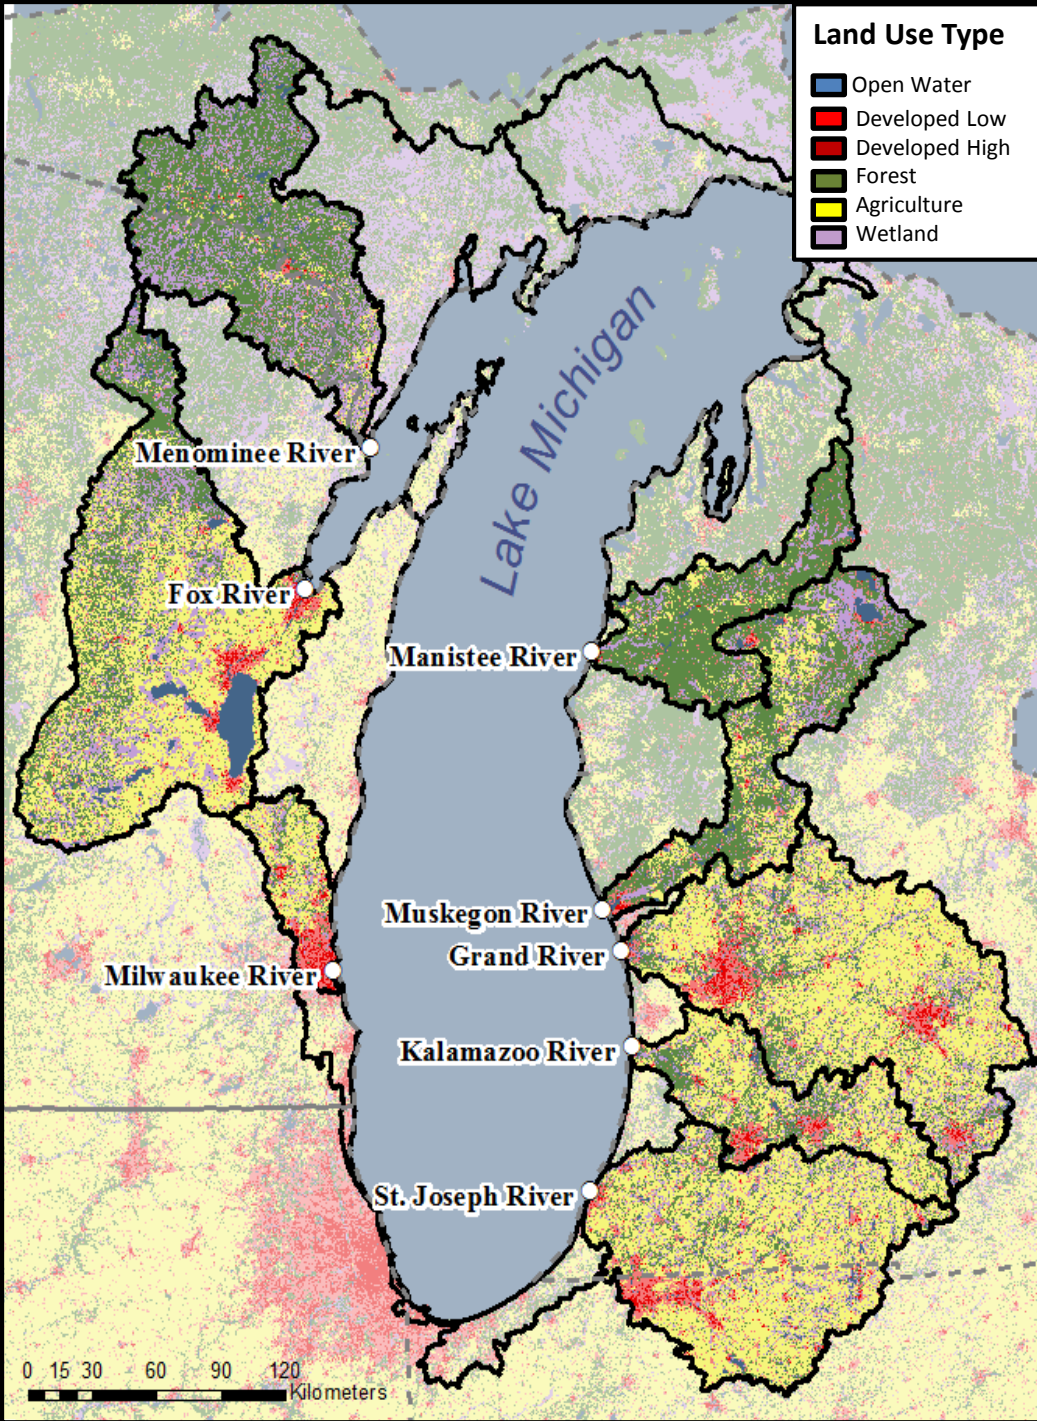 Land Use Type
Open Water
Developed Low
Developed High
Forest
Agriculture
Wetland
Lake Michigan
Menominee River
Fox River
Manistee River
Muskegon River
Grand River
Milwaukee River
Kalamazoo River
St. Joseph River
0 15 30 60 90 120
Kilometers